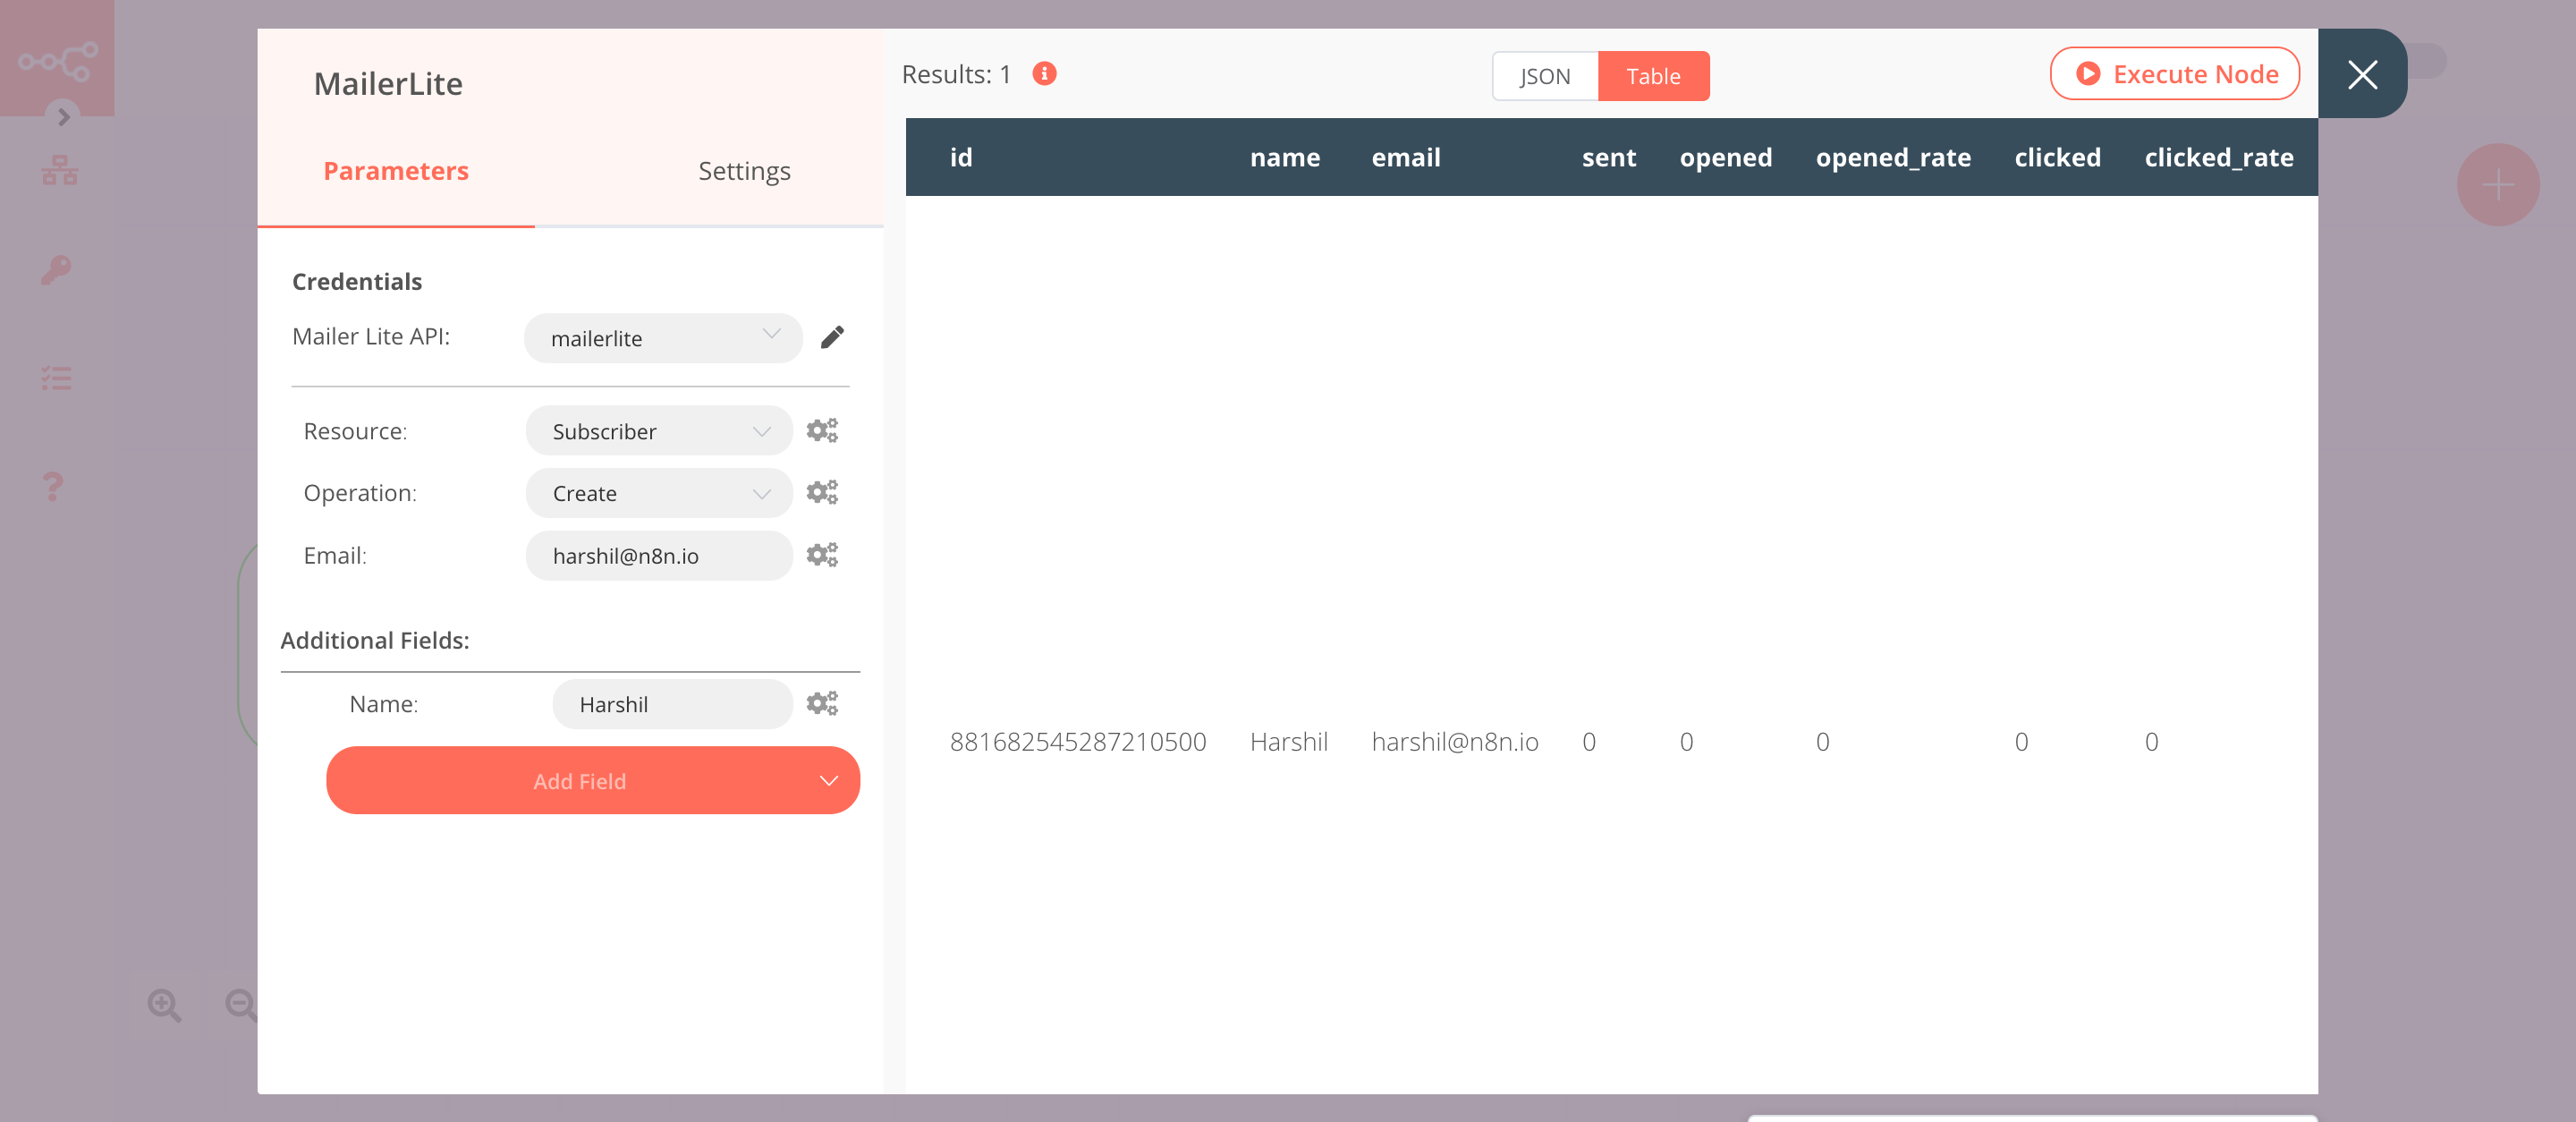 MailerLite
Parameters
Settings
Credentials
Mailer Lite API:
mailerlite
Resource:
Subscriber
Operation:
Create
Email:
harshil@n8n.io
Additional Fields:
Name:
Harshil
Add Field
Results: 1
JSON
Table
Execute Node
id name email sent opened opened_rate clicked clicked_rate
881682545287210500 Harshil harshil@n8n.io 0 0 0 0 0